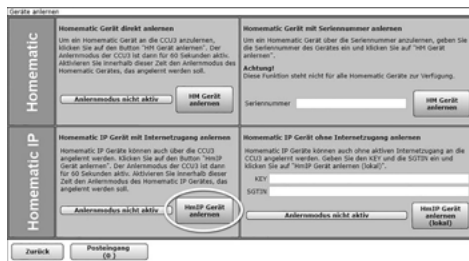 Geräte anlernen
Homematic
Homematic Gerät direkt anlernen
Um ein Homematic Gerät an die CCU3 anzulernen,
klicken Sie auf den Button "HM Gerät anlernen". Der
Anlernmodus der CCU3 ist dann für 60 Sekunden aktiv.
Aktivieren Sie innerhalb dieser Zeit den Anlernmodus des
Homematic Gerätes, das angelernt werden soll.
Anlernmodus nicht aktiv
HM Gerät
anlernen
Homematic Gerät mit Seriennummer anlernen
Um ein Homematic Gerät über die Seriennummer anzulernen, geben Sie
die Seriennummer des Gerätes ein und klicken Sie auf "HM Gerät
anlernen".
Achtung!
Diese Funktion steht nicht für alle Homematic Geräte zur Verfügung.
Seriennummer
HM Gerät
anlernen
Homematic IP
Homematic IP Gerät mit Internetzugang anlernen
Homematic IP Geräte können auch über die CCU3
angelernt werden. Klicken Sie auf den Button "HmIP
Gerät anlernen". Der Anlernmodus der CCU3 ist dann
für 60 Sekunden aktiv. Aktivieren Sie innerhalb dieser
Zeit den Anlernmodus des Homematic IP Gerätes, das
angelernt werden soll.
Anlernmodus nicht aktiv
HmIP Gerät
anlernen
Homematic IP Gerät ohne Internetzugang anlernen
Homematic IP Geräte können auch ohne aktiven Internetzugang an die
CCU3 angelernt werden. Geben Sie den KEY und die SGTIN ein und
klicken Sie auf "HmIP Gerät anlernen (lokal)".
KEY
SGTIN
Anlernmodus nicht aktiv
HmIP Gerät
anlernen
(lokal)
Zurück
Posteingang
(0 )